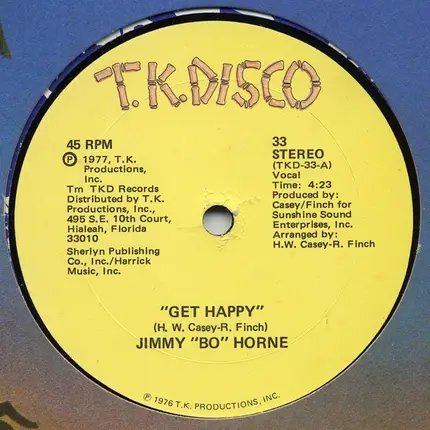 T.K.DISCO
45 RPM
℗ 1977, T.K.
Productions,
Inc.
Tm TKD Records
Distributed by T.K.
Productions, Inc.,
495 S.E. 10th Court,
Hialeah, Florida
33010
Sherlyn Publishing
Co., Inc./Harrick
Music, Inc.
33
STEREO
(TKD-33-A)
Vocal
Time: 4:23
Produced by:
Casey/Finch for
Sunshine Sound
Enterprises, Inc.
Arranged by:
H.W. Casey-R. Finch
"GET HAPPY"
(H. W. Casey-R. Finch)
JIMMY "BO" HORNE
℗ 1976 T.K. PRODUCTIONS, INC.